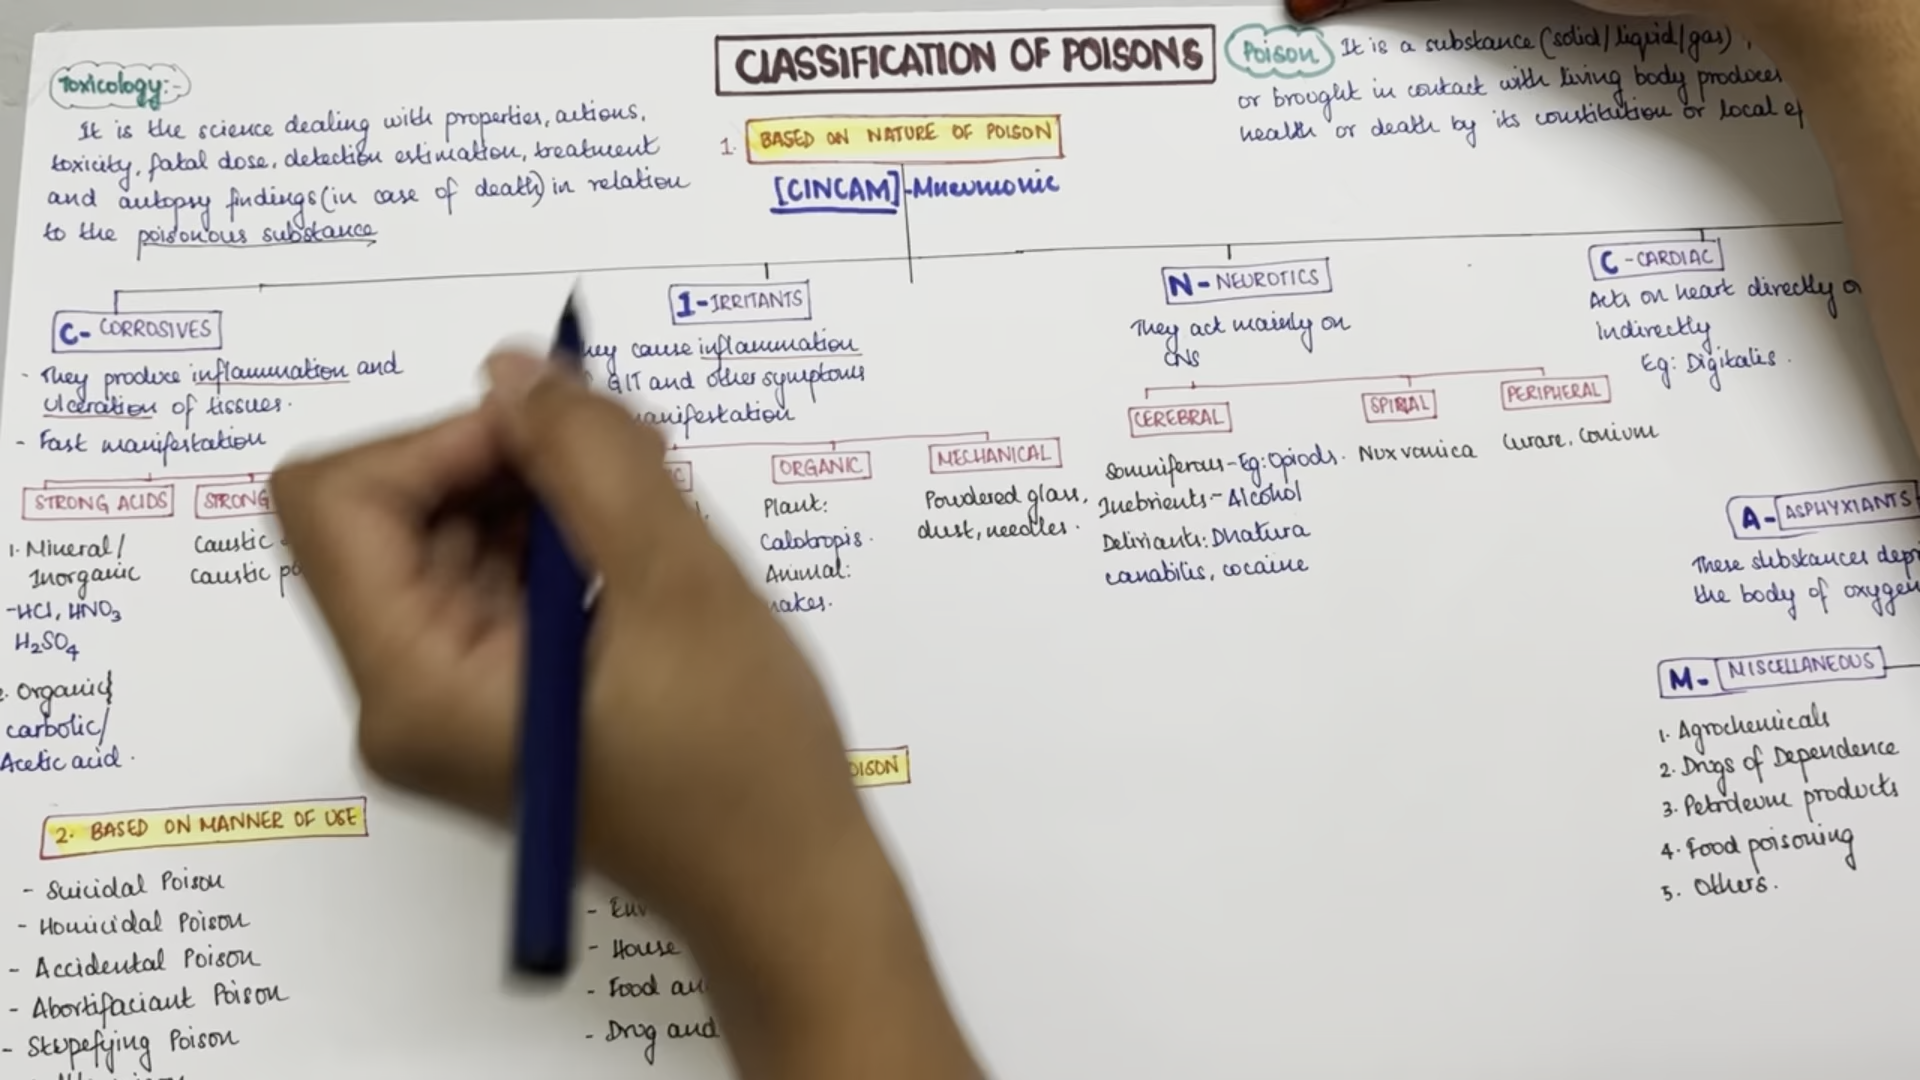 CLASSIFICATION OF POISONS
Toxicology:-
It is the science dealing with properties, actions,
toxicity, fatal dose, detection estimation, treatment
and autopsy findings (in case of death) in relation
to the poisonous substance
Poison It is a substance (solid/liquid/gas)
or brought in contact with living body produces
health or death by its constitution or local
1. BASED ON NATURE OF POISON
[CINCAM]-Mneumonic
C- CORROSIVES
- They produce inflammation and
ulceration of tissues.
- Fast manifestation
STRONG ACIDS
1. Mineral/
Inorganic
-HCl, HNO3
H2SO4
Organic/
carbolic/
Acetic acid.
STRONG
Caustic
Caustic
I-IRRITANTS
cause inflammation
GIT and other symptoms
manifestation
ORGANIC
Plant:
Calotropis.
Animal:
MECHANICAL
Powdered glass,
dust, needles.
N- NEUROTICS
They act mainly on
CNS
CEREBRAL
Somniferous-Eg: Opiods.
Inebrients- Alcohol
Deliriants: Dhatura
canabilis, cocaine
SPINAL
Nux vomica
PERIPHERAL
Curare, Conium
C - CARDIAC
Acts on heart directly or
Indirectly
Eg: Digitalis.
A- ASPHYXIANTS
These substances
the body of oxygen
M- MISCELLANEOUS
1. Agrochemicals
2. Drugs of Dependence
3. Petroleum products
4. Food poisoning
5. Others.
2. BASED ON MANNER OF USE
- Suicidal Poison
- Homicidal Poison
- Accidental Poison
- Abortifaciant Poison
- Stupefying Poison
- House
- Food
- Drug and